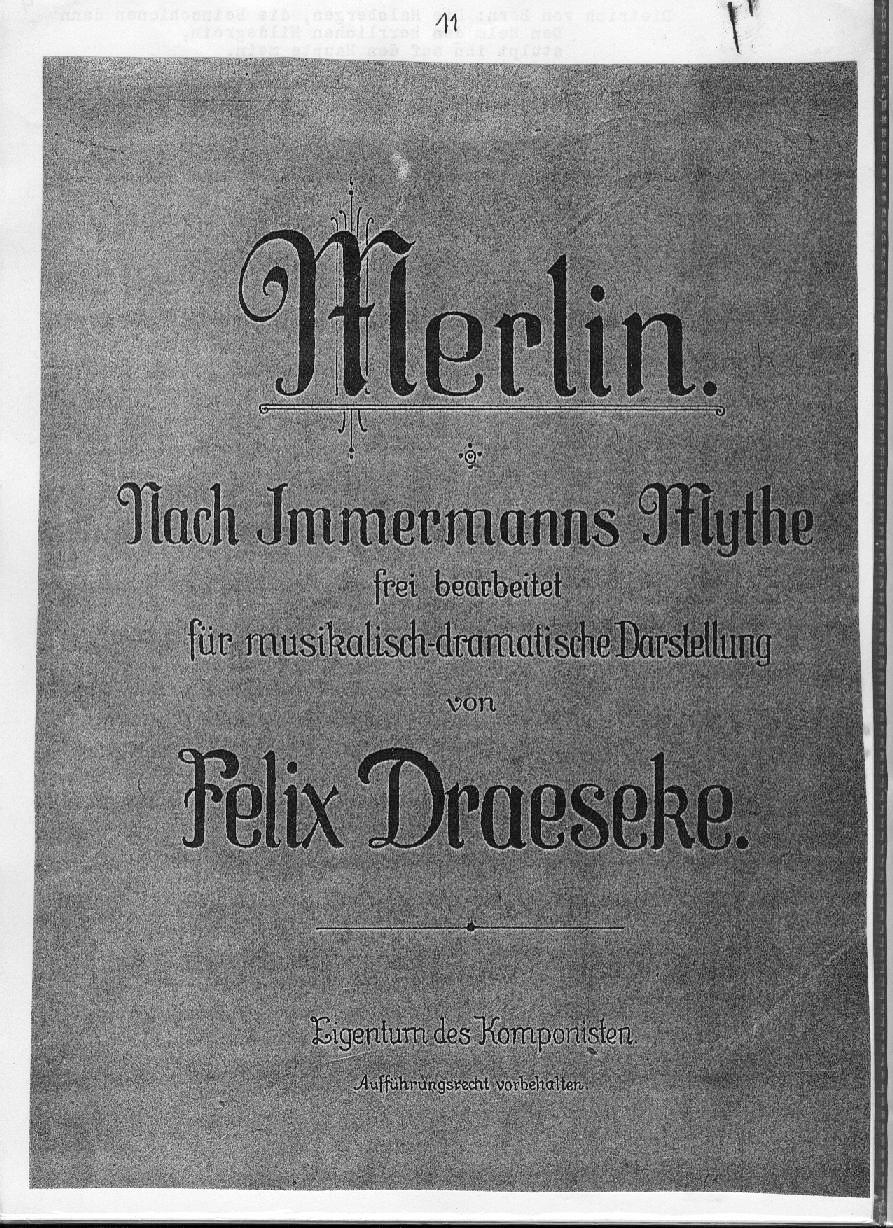 11
Merlin.
Nach Immermanns Mythe
frei bearbeitet
für musikalisch-dramatische Darstellung
von
Felix Draeseke.
Eigentum des Komponisten.
Aufführungsrecht vorbehalten.